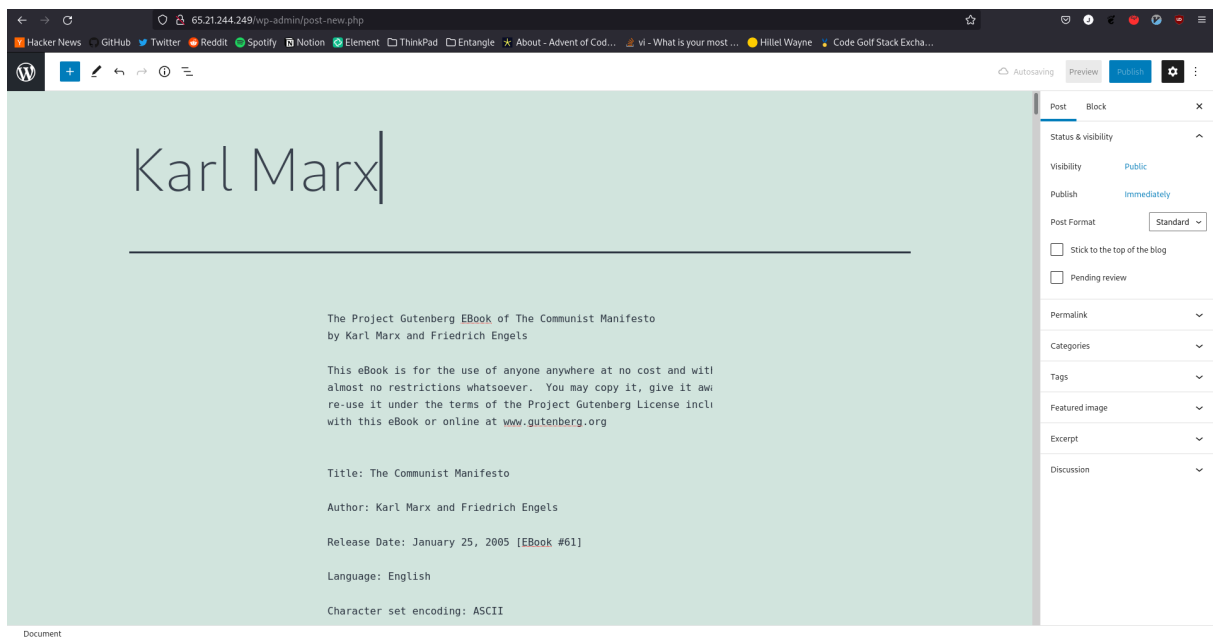 65.21.244.249/wp-admin/post-new.php
Hacker News GitHub Twitter Reddit Spotify Notion Element ThinkPad Entangle About - Advent of Cod... vi - What is your most ... Hillel Wayne Code Golf Stack Excha...
Autosaving Preview Publish
Karl Marx
The Project Gutenberg EBook of The Communist Manifesto
by Karl Marx and Friedrich Engels
This eBook is for the use of anyone anywhere at no cost and with
almost no restrictions whatsoever.  You may copy it, give it awa
re-use it under the terms of the Project Gutenberg License inclu
with this eBook or online at www.gutenberg.org
Title: The Communist Manifesto
Author: Karl Marx and Friedrich Engels
Release Date: January 25, 2005 [EBook #61]
Language: English
Character set encoding: ASCII
Post Block
Status & visibility
Visibility Public
Publish Immediately
Post Format Standard
Stick to the top of the blog
Pending review
Permalink
Categories
Tags
Featured image
Excerpt
Discussion
Document